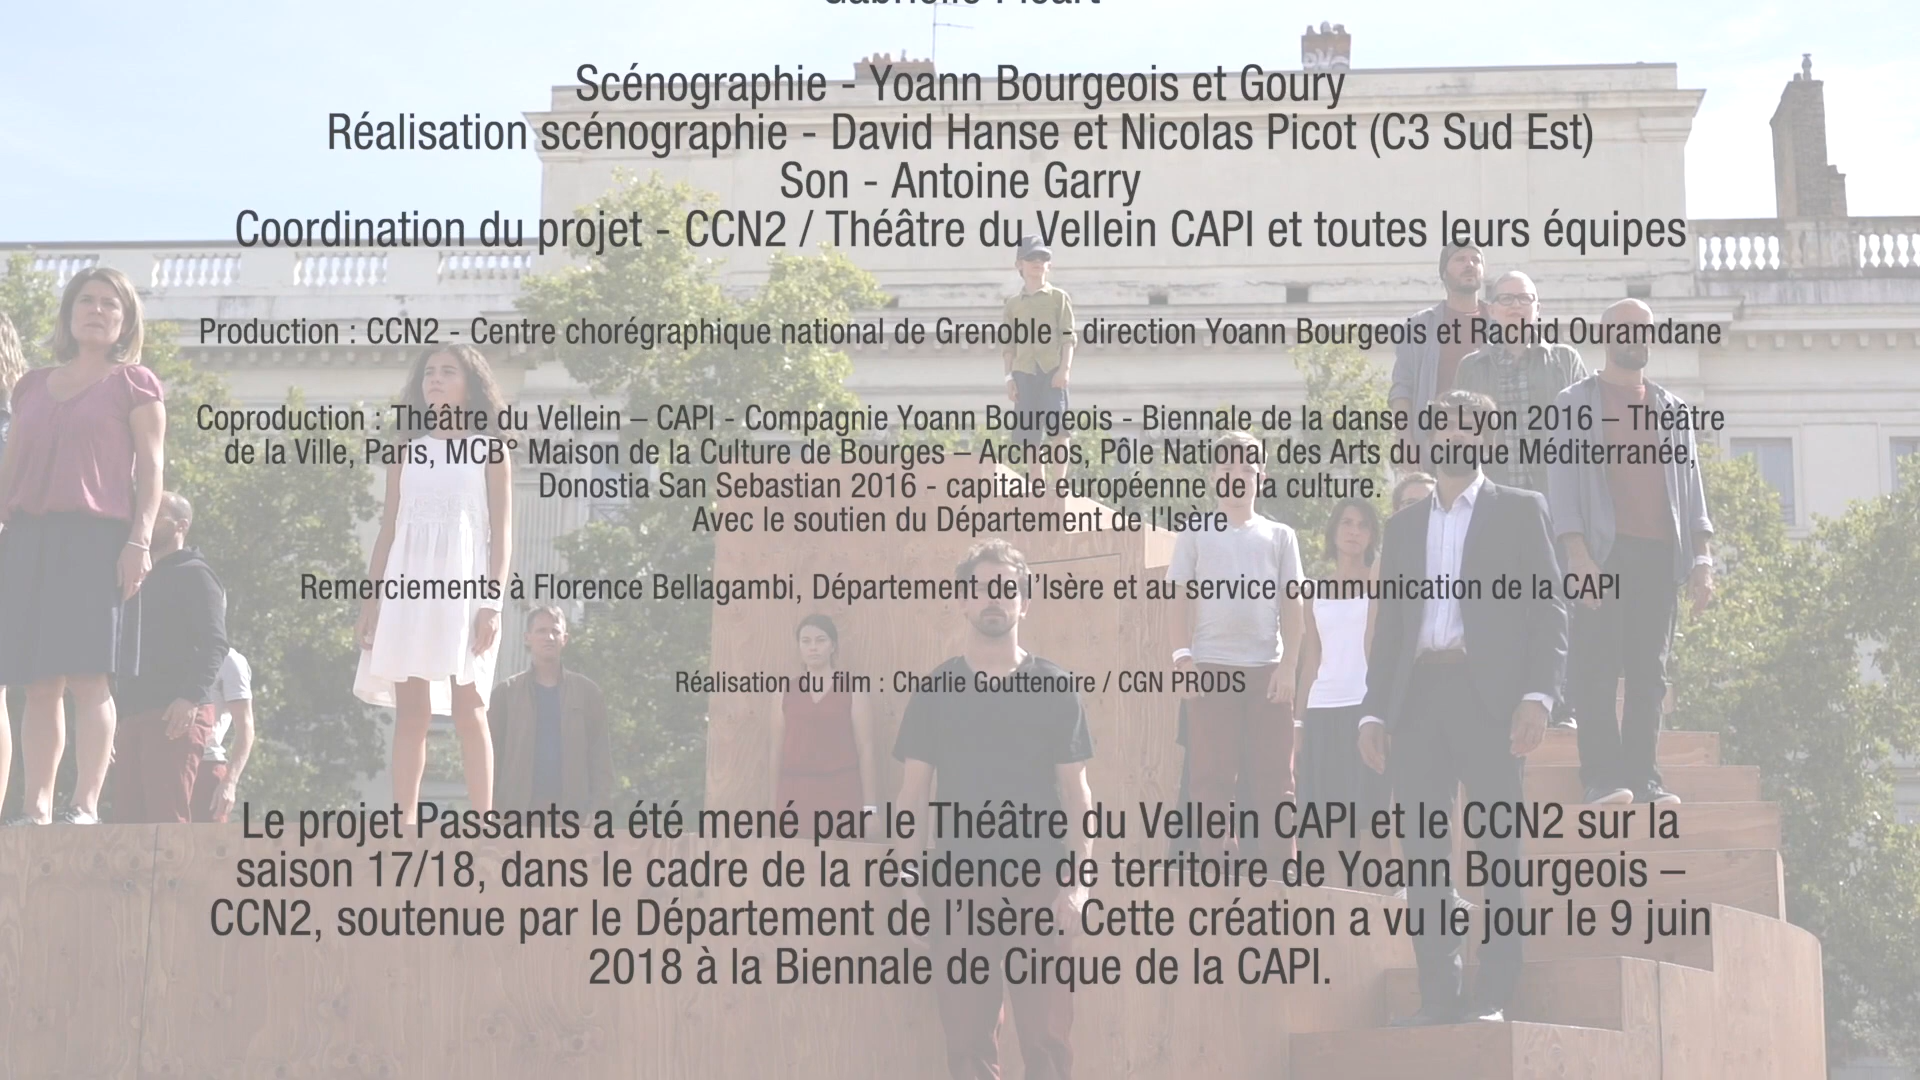 Gabrielle Picart
Scénographie - Yoann Bourgeois et Goury
Réalisation scénographie - David Hanse et Nicolas Picot (C3 Sud Est)
Son - Antoine Garry
Coordination du projet - CCN2 / Théâtre du Vellein CAPI et toutes leurs équipes
Production : CCN2 - Centre chorégraphique national de Grenoble - direction Yoann Bourgeois et Rachid Ouramdane
Coproduction : Théâtre du Vellein – CAPI - Compagnie Yoann Bourgeois - Biennale de la danse de Lyon 2016 – Théâtre
de la Ville, Paris, MCB° Maison de la Culture de Bourges – Archaos, Pôle National des Arts du cirque Méditerranée,
Donostia San Sebastian 2016 - capitale européenne de la culture.
Avec le soutien du Département de l'Isère
Remerciements à Florence Bellagambi, Département de l’Isère et au service communication de la CAPI
Réalisation du film : Charlie Gouttenoire / CGN PRODS
Le projet Passants a été mené par le Théâtre du Vellein CAPI et le CCN2 sur la
saison 17/18, dans le cadre de la résidence de territoire de Yoann Bourgeois –
CCN2, soutenue par le Département de l’Isère. Cette création a vu le jour le 9 juin
2018 à la Biennale de Cirque de la CAPI.